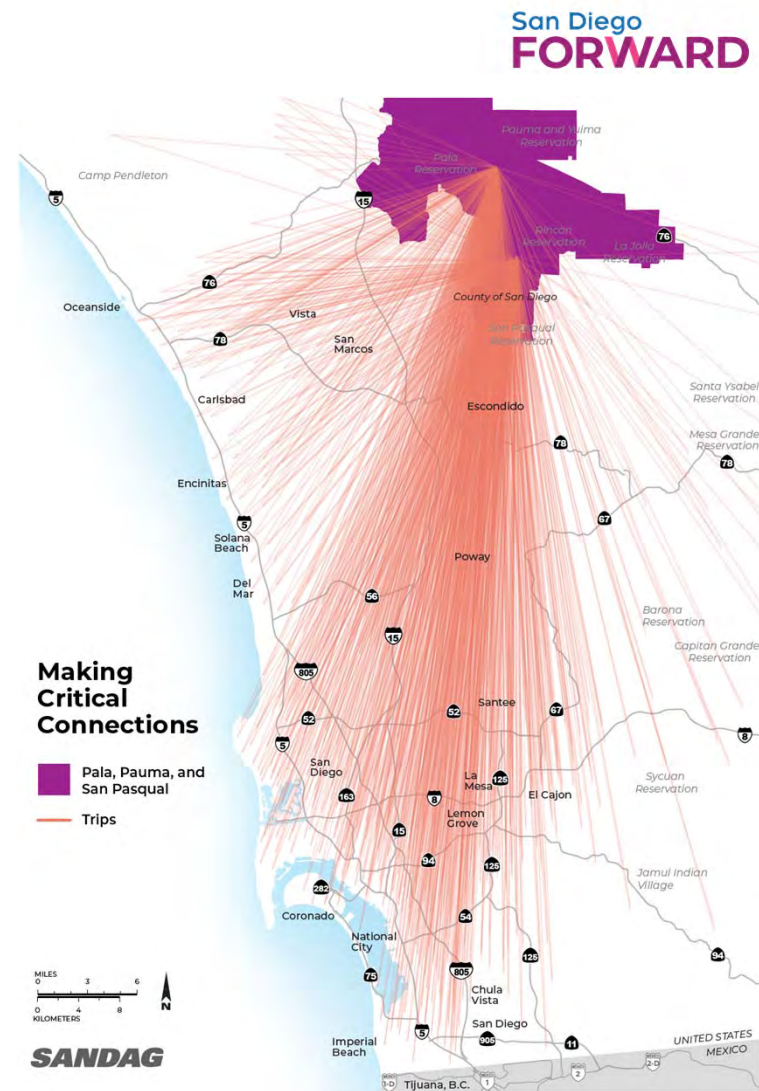 San Diego
FORWARD
Pauma and Yuima
Reservation
Pala
Reservation
Camp Pendleton
5
15
Rincon
Reservation
76
La Jolla
Reservation
76
County of San Diego
Oceanside
Vista
San Pasqual
Reservation
78
San
Marcos
Santa Ysabel
Reservation
Carlsbad
Escondido
Mesa Grande
Reservation
78
78
Encinitas
67
5
Solana
Beach
Poway
Del
Mar
56
Barona
Reservation
15
Capitan Grande
Reservation
805
Making
Critical
Connections
Santee
67
52
52
8
5
San
Diego
Pala, Pauma, and
San Pasqual
La
Mesa
125
El Cajon
Sycuan
Reservation
163
8
Trips
Lemon
Grove
15
94
125
Jamul Indian
Village
282
Coronado
54
National
City
125
94
MILES
0 3 6
805
75
0 4 8
KILOMETERS
N
Chula
Vista
San Diego
5
905
11
UNITED STATES
MEXICO
Imperial
Beach
SANDAG
1-D
Tijuana, B.C.
1
2
2-D